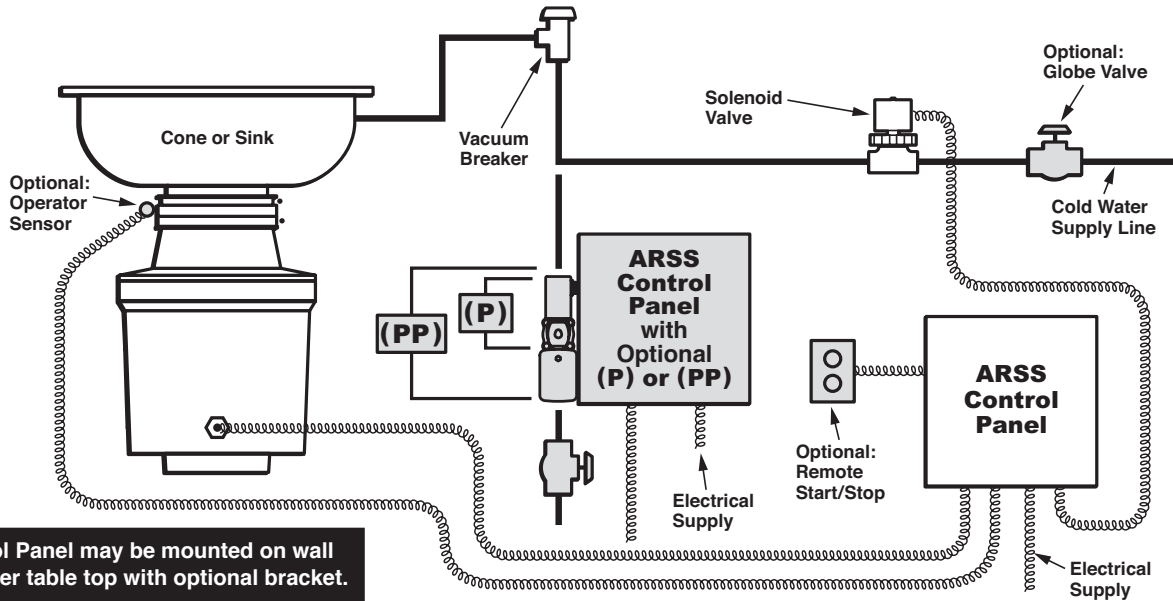 Optional:
Globe Valve
Solenoid
Valve
Cone or Sink
Vacuum
Breaker
Optional:
Operator
Sensor
Cold Water
Supply Line
ARSS
Control
Panel
with
Optional
(P) or (PP)
(P)
(PP)
ARSS
Control
Panel
Optional:
Remote
Start/Stop
Electrical
Supply
Panel may be mounted on wall
table top with optional bracket.
Electrical
Supply